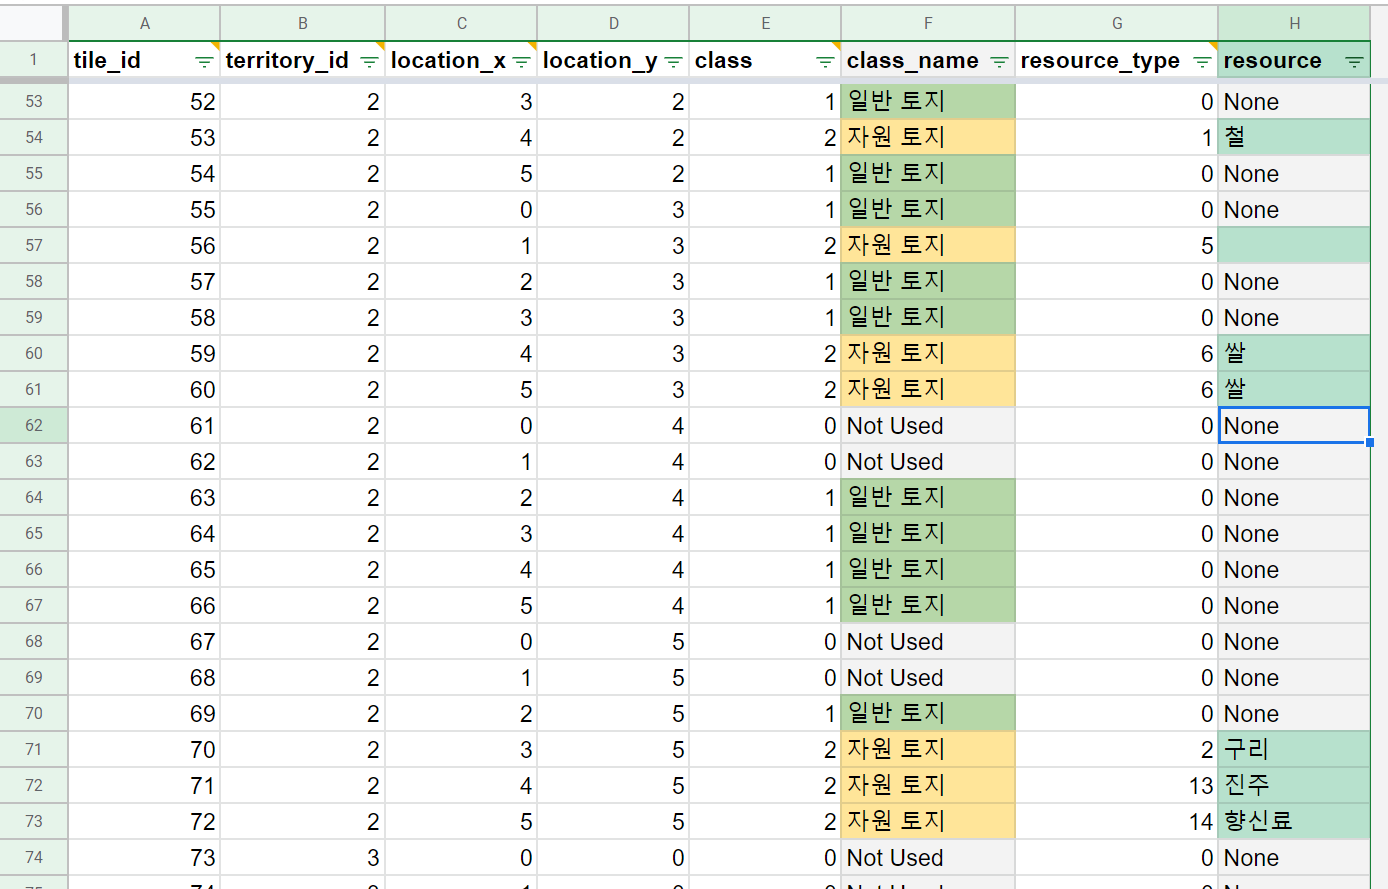 A B C D E F G H
1 tile_id territory_id location_x location_y class class_name resource_type resource
53 52 2 3 2 1 일반 토지 0 None
54 53 2 4 2 2 자원 토지 1 철
55 54 2 5 2 1 일반 토지 0 None
56 55 2 0 3 1 일반 토지 0 None
57 56 2 1 3 2 자원 토지 5
58 57 2 2 3 1 일반 토지 0 None
59 58 2 3 3 1 일반 토지 0 None
60 59 2 4 3 2 자원 토지 6 쌀
61 60 2 5 3 2 자원 토지 6 쌀
62 61 2 0 4 0 Not Used 0 None
63 62 2 1 4 0 Not Used 0 None
64 63 2 2 4 1 일반 토지 0 None
65 64 2 3 4 1 일반 토지 0 None
66 65 2 4 4 1 일반 토지 0 None
67 66 2 5 4 1 일반 토지 0 None
68 67 2 0 5 0 Not Used 0 None
69 68 2 1 5 0 Not Used 0 None
70 69 2 2 5 1 일반 토지 0 None
71 70 2 3 5 2 자원 토지 2 구리
72 71 2 4 5 2 자원 토지 13 진주
73 72 2 5 5 2 자원 토지 14 향신료
74 73 3 0 0 0 Not Used 0 None